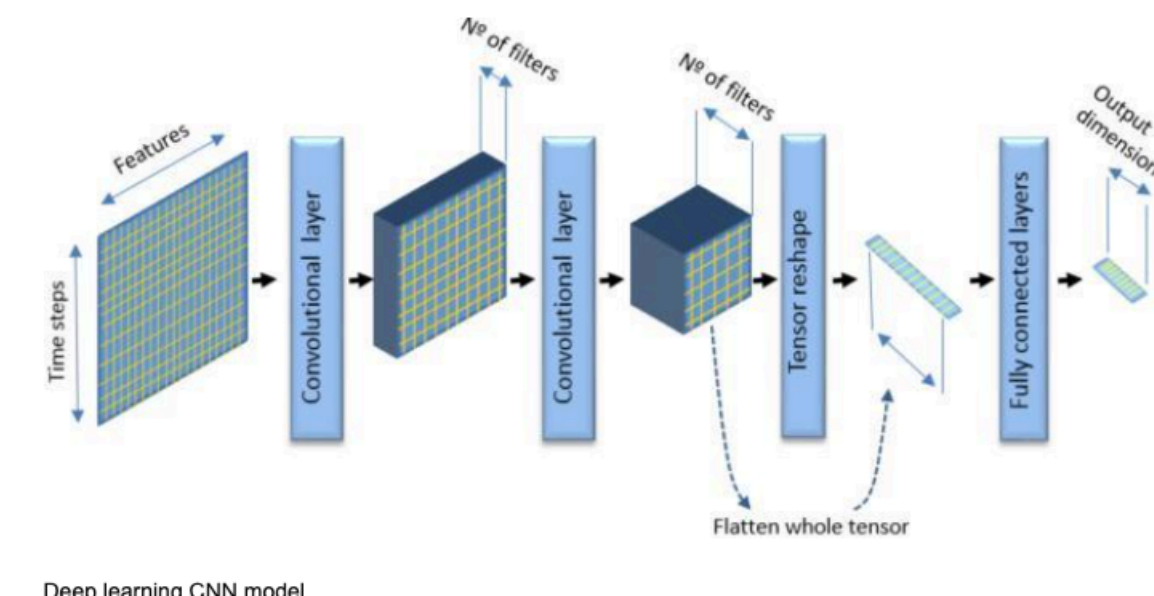 Nº of filters
Nº of filters
Output
dimension
Features
Time steps
Convolutional layer
Convolutional layer
Tensor reshape
Fully connected layers
Flatten whole tensor
Deep learning CNN model